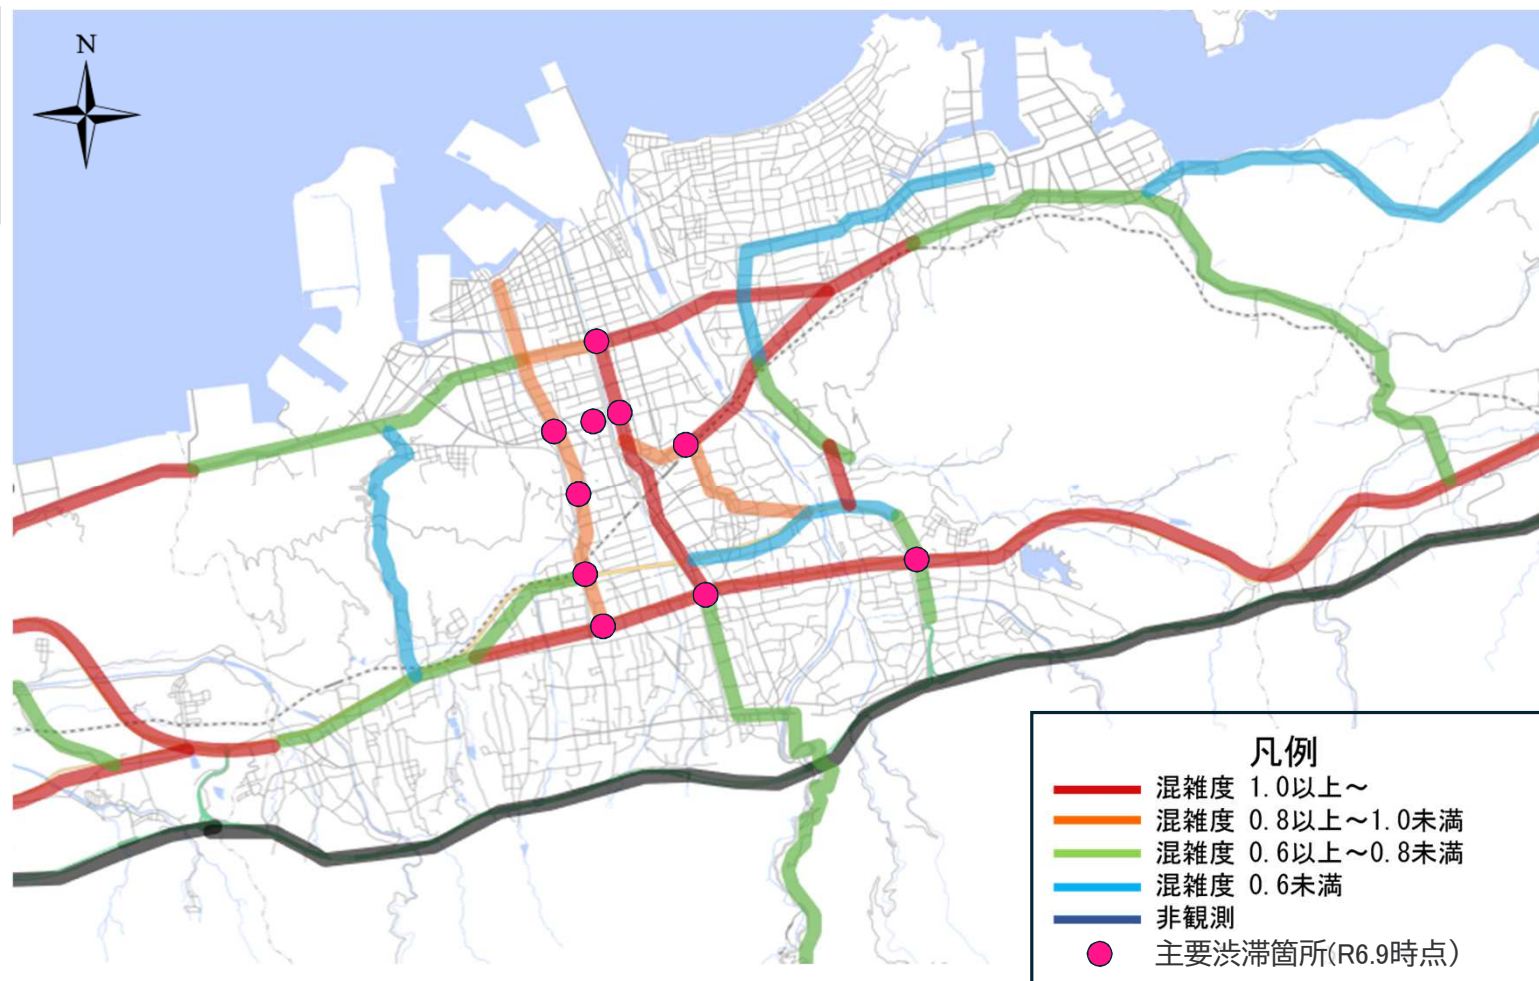 N
凡例
混雑度 1.0以上～
混雑度 0.8以上～1.0未満
混雑度 0.6以上～0.8未満
混雑度 0.6未満
非観測
主要渋滞箇所(R6.9時点）